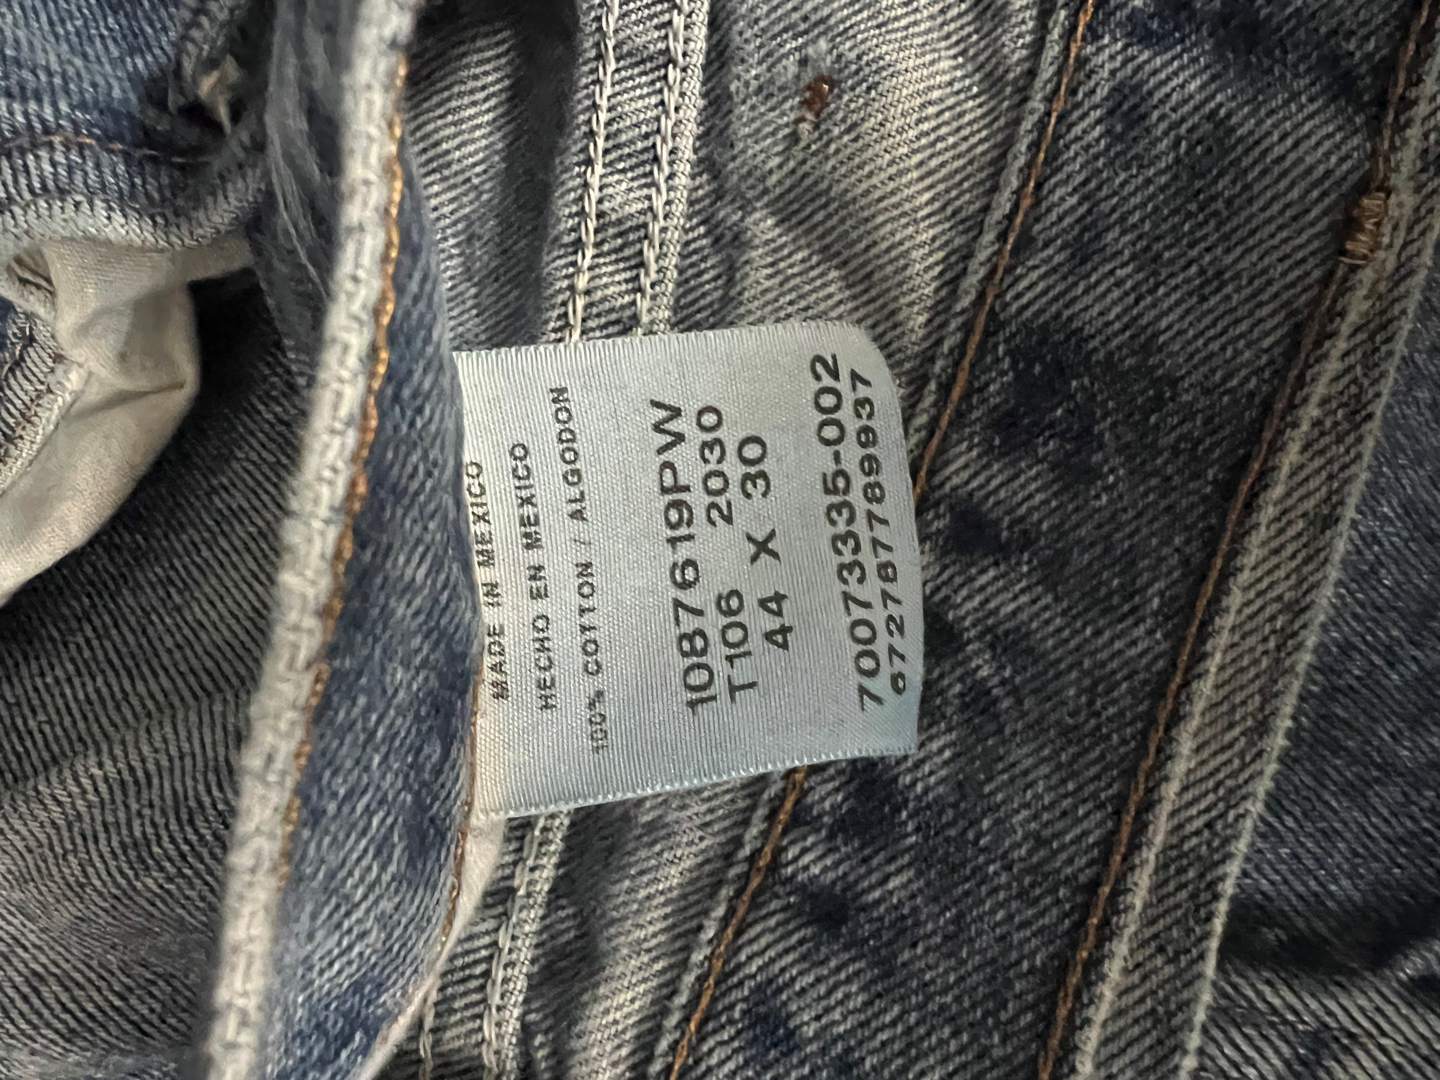 MADE IN MEXICO
HECHO EN MEXICO
100% COTTON / ALGODON
1087619PW
T106 2030
44 X 30
70073335-002
672787789937